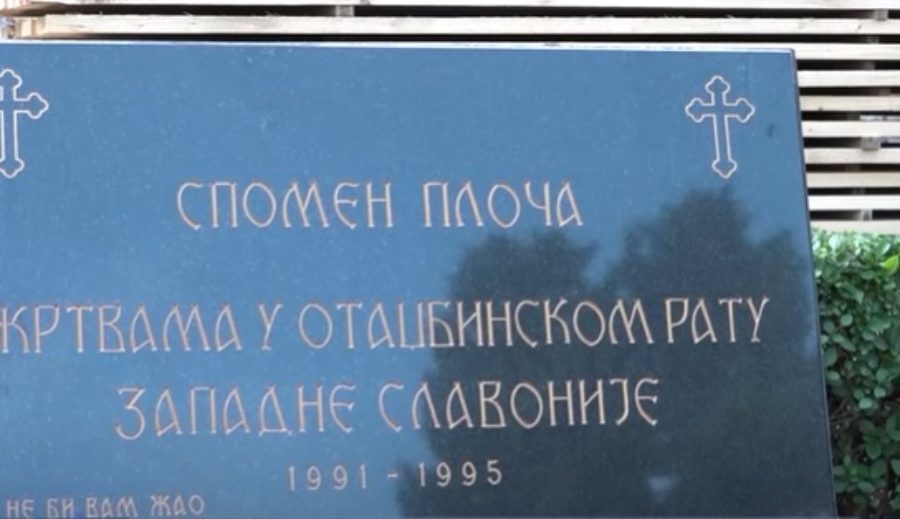 СПОМЕН ПЛОЧА
ЖРТВАМА У ОТАЏБИНСКОМ РАТУ
ЗАПАДНЕ СЛАВОНИЈЕ
1991 - 1995
НЕ БИ ВАМ ЖАО